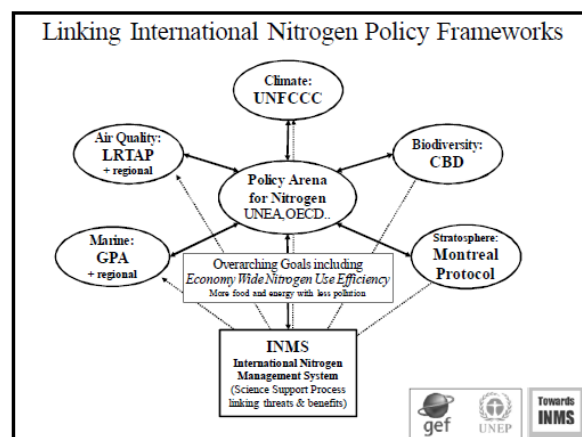 Linking International Nitrogen Policy Frameworks
Climate:
UNFCCC
Air Quality:
LRTAP
+ regional
Biodiversity:
CBD
Policy Arena
for Nitrogen
UNEA,OECD..
Marine:
GPA
+ regional
Stratosphere:
Montreal
Protocol
Overarching Goals including
Economy Wide Nitrogen Use Efficiency
More food and energy with less pollution
INMS
International Nitrogen
Management System
(Science Support Process
linking threats & benefits)
gef
UNEP
Towards
INMS